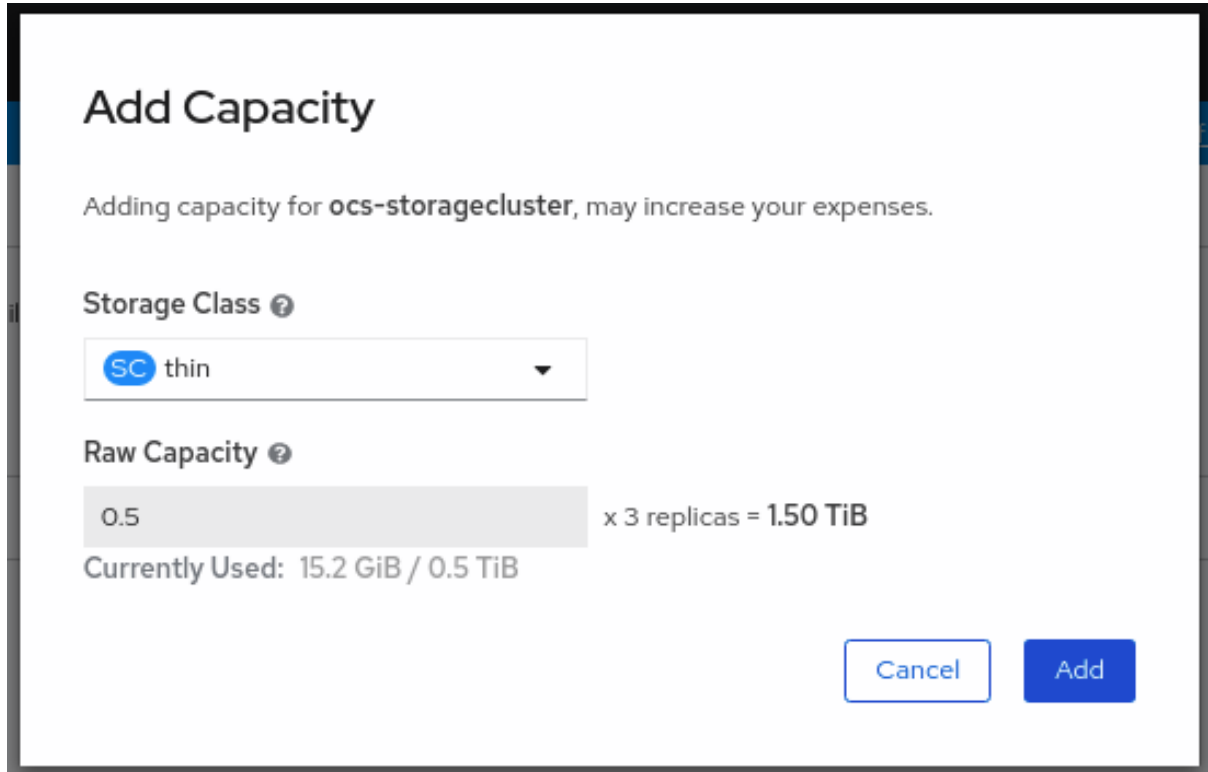 Add Capacity
Adding capacity for ocs-storagecluster, may increase your expenses.
Storage Class
SC thin
Raw Capacity
0.5 x 3 replicas = 1.50 TiB
Currently Used: 15.2 GiB / 0.5 TiB
Cancel Add